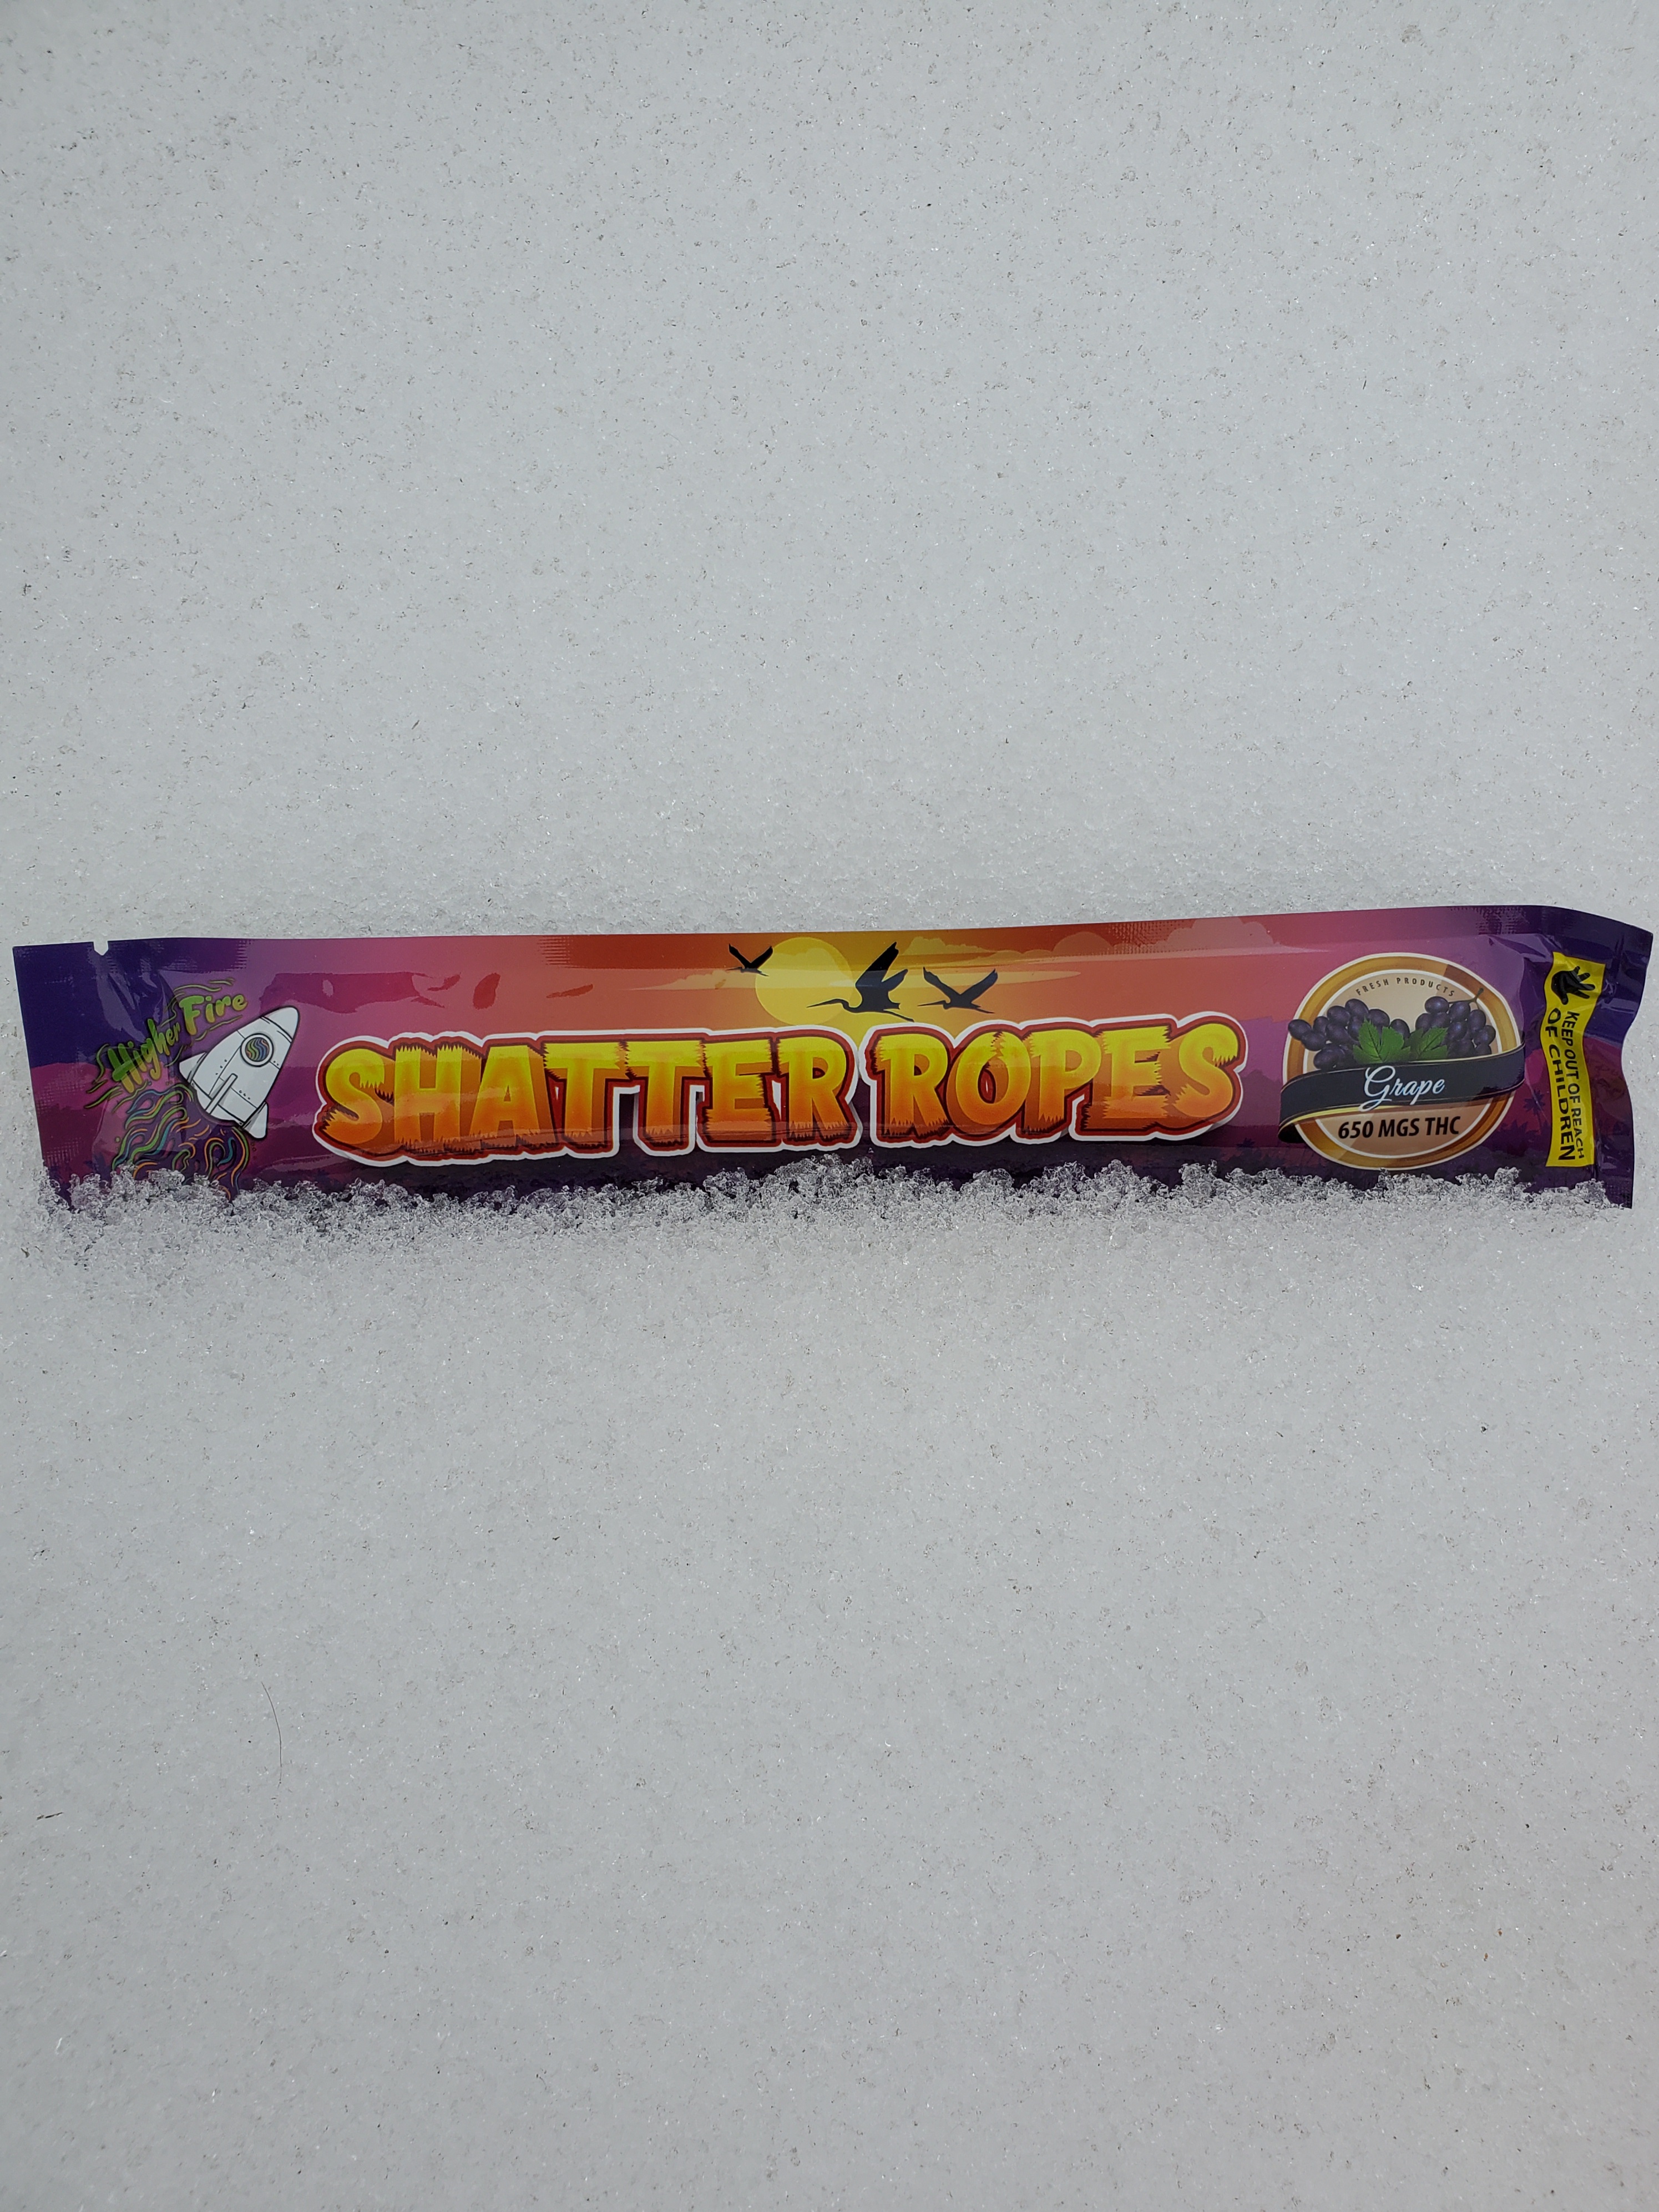 Higher Fire
SHATTER ROPES
FRESH PRODUCTS
Grape
650 MGS THC
KEEP OUT OF REACH
OF CHILDREN